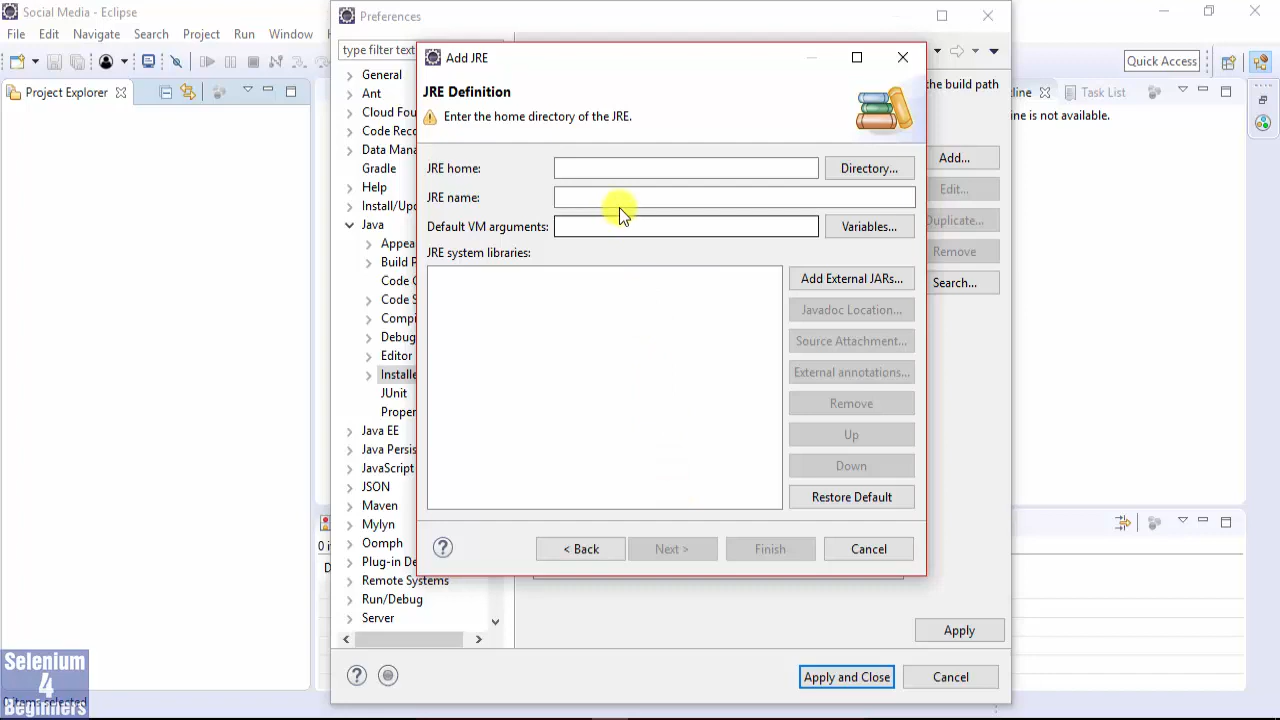 Social Media - Eclipse
File Edit Navigate Search Project Run Window
Quick Access
Project Explorer
Preferences
type filter text
General
Ant
Cloud Fou
Code Reco
Data Mana
Gradle
Help
Install/Upd
Java
Appea
Build P
Code C
Code S
Compi
Debug
Editor
Installe
JUnit
Proper
Java EE
Java Persis
JavaScript
JSON
Maven
Mylyn
Oomph
Plug-in De
Remote Systems
Run/Debug
Server
the build path
Add...
Edit...
Duplicate...
Remove
Search...
Apply
Apply and Close
Cancel
Add JRE
JRE Definition
Enter the home directory of the JRE.
JRE home:
Directory...
JRE name:
Default VM arguments:
Variables...
JRE system libraries:
Add External JARs...
Javadoc Location...
Source Attachment...
External annotations...
Remove
Up
Down
Restore Default
< Back
Next >
Finish
Cancel
tline
Task List
ine is not available.
0 i
D
Selenium
4
Beginners
0 items selected